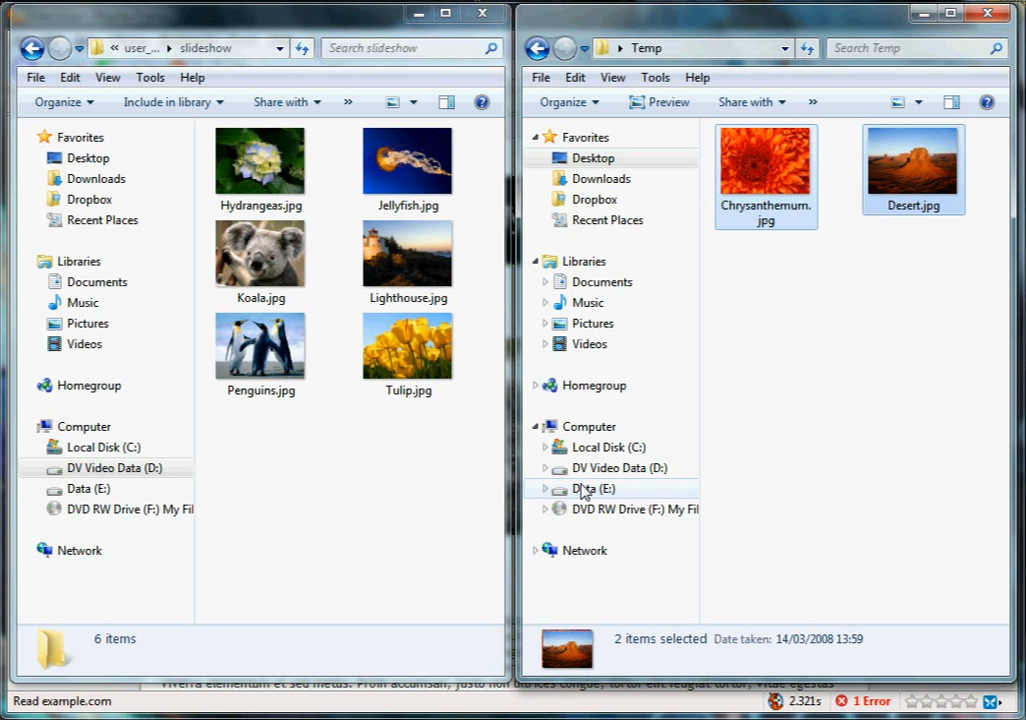 « user_... ▸ slideshow
Search slideshow
File Edit View Tools Help
Organize Include in library Share with »
Favorites
Desktop
Downloads
Dropbox
Recent Places
Libraries
Documents
Music
Pictures
Videos
Homegroup
Computer
Local Disk (C:)
DV Video Data (D:)
Data (E:)
DVD RW Drive (F:) My Fil
Network
Hydrangeas.jpg
Jellyfish.jpg
Koala.jpg
Lighthouse.jpg
Penguins.jpg
Tulip.jpg
6 items
▸ Temp
Search Temp
File Edit View Tools Help
Organize Preview Share with »
Favorites
Desktop
Downloads
Dropbox
Recent Places
Libraries
Documents
Music
Pictures
Videos
Homegroup
Computer
Local Disk (C:)
DV Video Data (D:)
Data (E:)
DVD RW Drive (F:) My Fil
Network
Chrysanthemum.
jpg
Desert.jpg
2 items selected Date taken: 14/03/2008 13:59
Read example.com
2.321s
1 Error